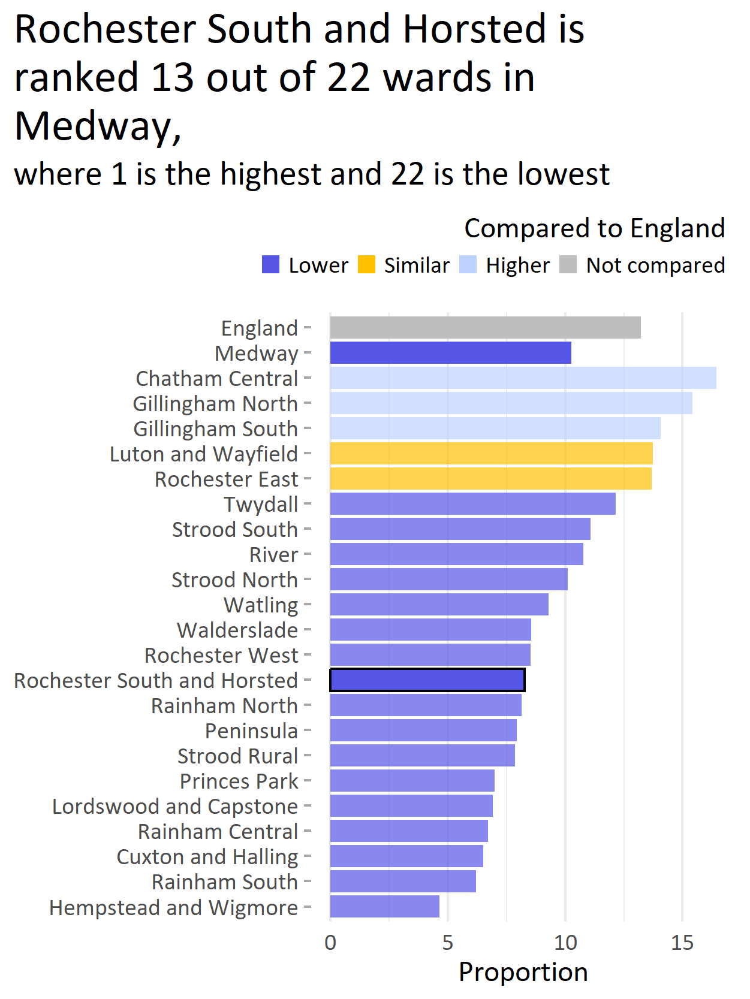 Rochester South and Horsted is
ranked 13 out of 22 wards in
Medway,
where 1 is the highest and 22 is the lowest
Compared to England
Lower Similar Higher Not compared
England
Medway
Chatham Central
Gillingham North
Gillingham South
Luton and Wayfield
Rochester East
Twydall
Strood South
River
Strood North
Watling
Walderslade
Rochester West
Rochester South and Horsted
Rainham North
Peninsula
Strood Rural
Princes Park
Lordswood and Capstone
Rainham Central
Cuxton and Halling
Rainham South
Hempstead and Wigmore
0 5 10 15
Proportion